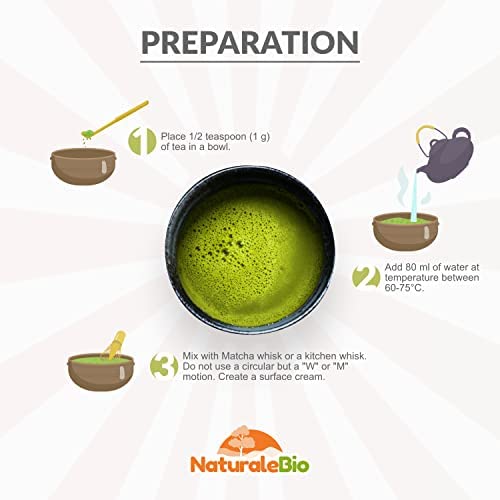 PREPARATION
1
Place 1/2 teaspoon (1 g)
of tea in a bowl.
2
Add 80 ml of water at
temperature between
60-75°C.
3
Mix with Matcha whisk or a kitchen whisk.
Do not use a circular but a "W" or "M"
motion. Create a surface cream.
NaturaleBio